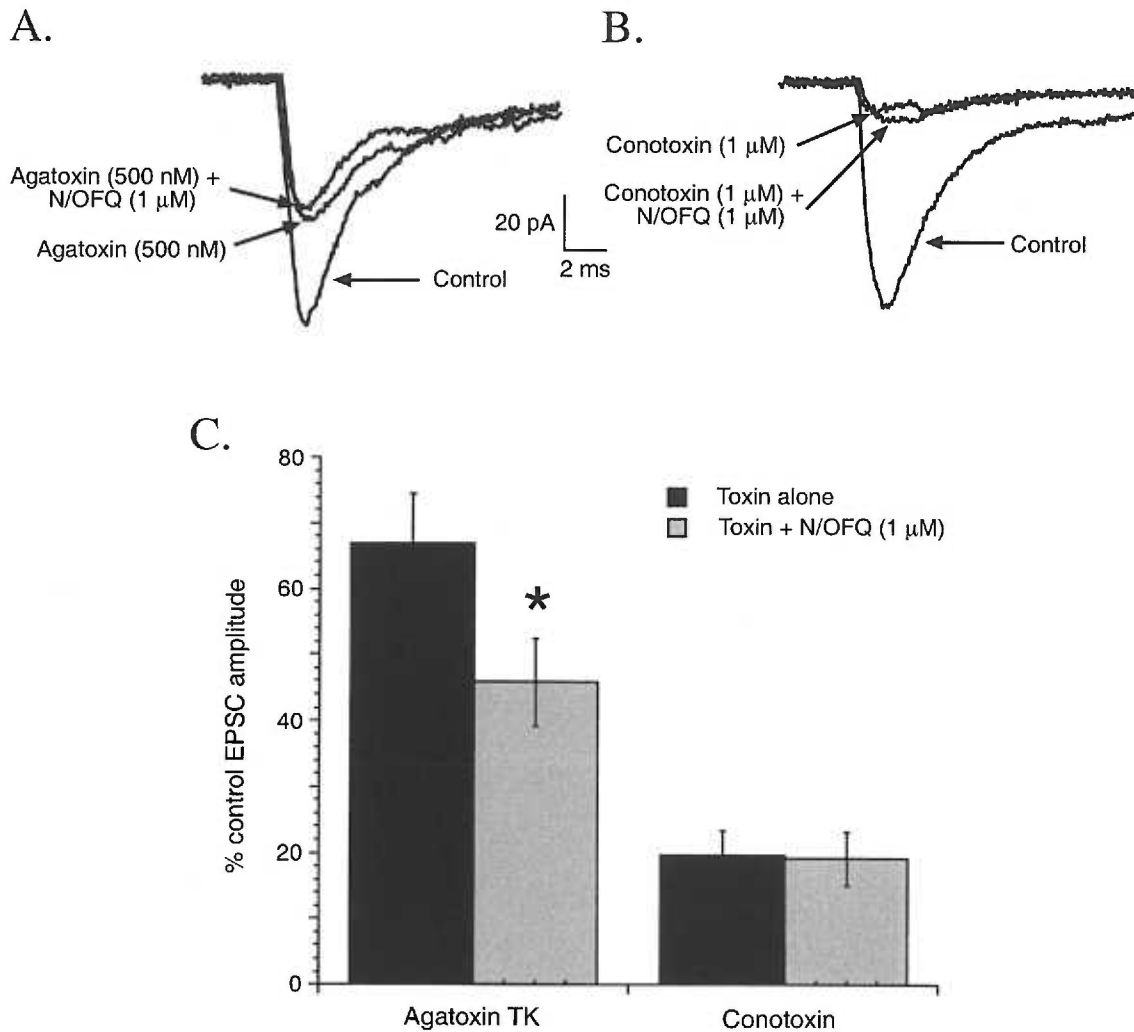 A.
Agatoxin (500 nM) +
N/OFQ (1 μM)
Agatoxin (500 nM)
Control
20 pA
2 ms
B.
Conotoxin (1 μM)
Conotoxin (1 μM) +
N/OFQ (1 μM)
Control
C.
80
60
40
20
0
% control EPSC amplitude
Toxin alone
Toxin + N/OFQ (1 μM)
*
Agatoxin TK
Conotoxin